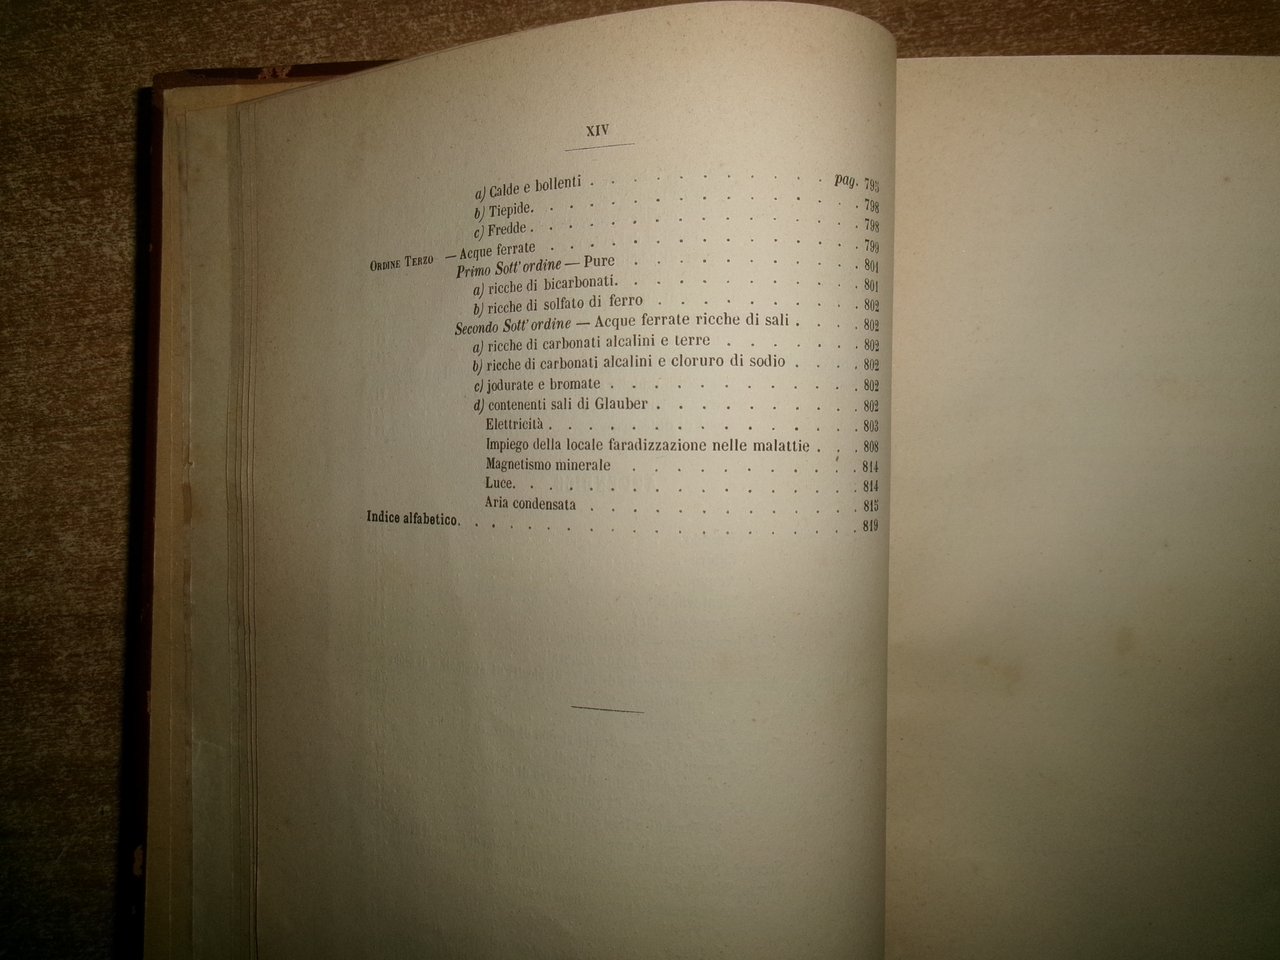 XIV
a) Calde e bollenti . . . . . . . . . . . pag. 795
b) Tiepide. . . . . . . . . . . . . . . 798
c) Fredde . . . . . . . . . . . . . . . 798
ORDINE TERZO — Acque ferrate . . . . . . . . . . . . . 799
Primo Sott' ordine — Pure . . . . . . . . . . . 801
a) ricche di bicarbonati. . . . . . . . . . . . 801
b) ricche di solfato di ferro . . . . . . . . . . 802
Secondo Sott' ordine — Acque ferrate ricche di sali . . . . 802
a) ricche di carbonati alcalini e terre . . . . . . . 802
b) ricche di carbonati alcalini e cloruro di sodio . . . . 802
c) jodurate e bromate . . . . . . . . . . . . 802
d) contenenti sali di Glauber . . . . . . . . . . 802
Elettricità . . . . . . . . . . . . . . 803
Impiego della locale faradizzazione nelle malattie . . . 808
Magnetismo minerale . . . . . . . . . . . 814
Luce. . . . . . . . . . . . . . . . 814
Aria condensata . . . . . . . . . . . . . 815
Indice alfabetico. . . . . . . . . . . . . . . . . . 819